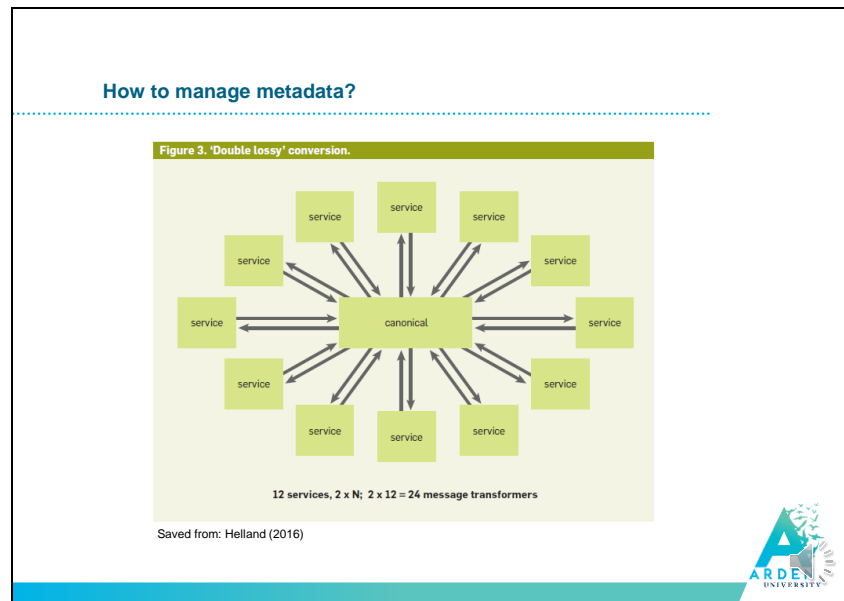 How to manage metadata?
Figure 3. 'Double lossy' conversion.
service
service
service
service
service
service
canonical
service
service
service
service
service
service
12 services, 2 x N; 2 x 12 = 24 message transformers
Saved from: Helland (2016)
UNIVERSITY